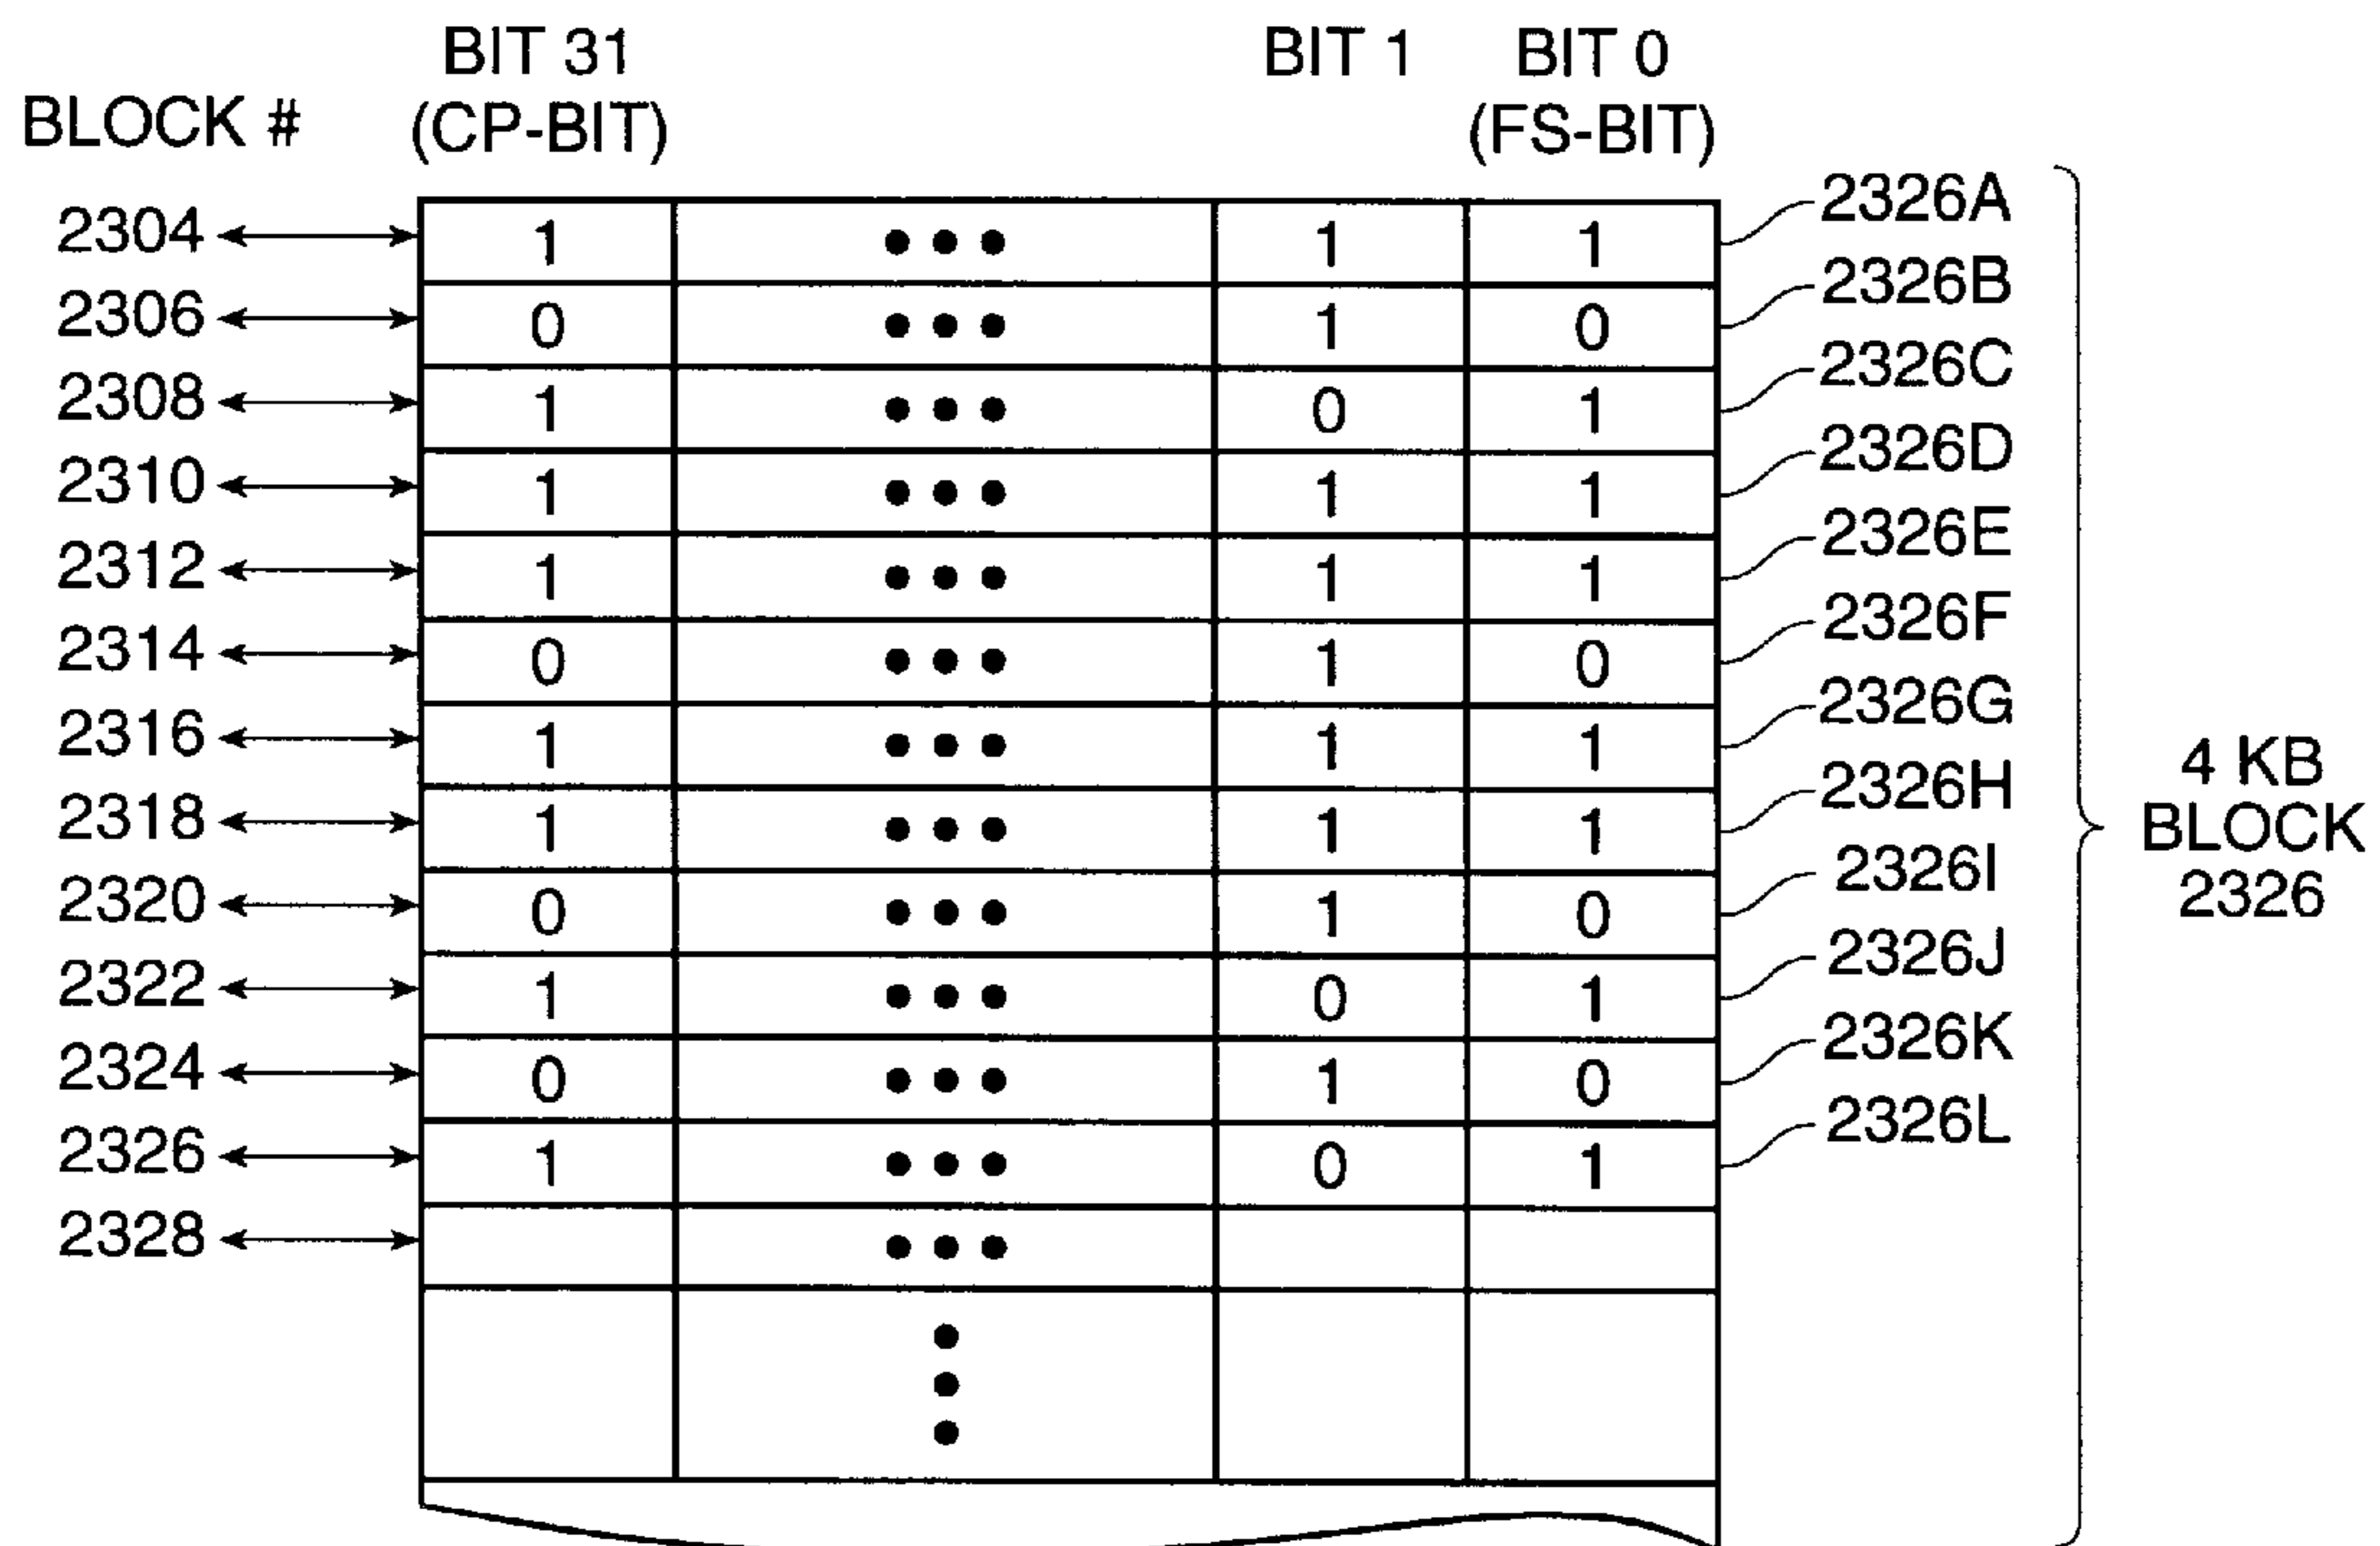 BIT 31 BIT 1 BIT 0
BLOCK # (CP-BIT) (FS-BIT)
2304 1 ••• 1 1 2326A
2306 0 ••• 1 0 2326B
2308 1 ••• 0 1 2326C
2310 1 ••• 1 1 2326D
2312 1 ••• 1 1 2326E
2314 0 ••• 1 0 2326F
2316 1 ••• 1 1 2326G
2318 1 ••• 1 1 2326H
2320 0 ••• 1 0 2326I
2322 1 ••• 0 1 2326J
2324 0 ••• 1 0 2326K
2326 1 ••• 0 1 2326L
2328 •••
4 KB
BLOCK
2326